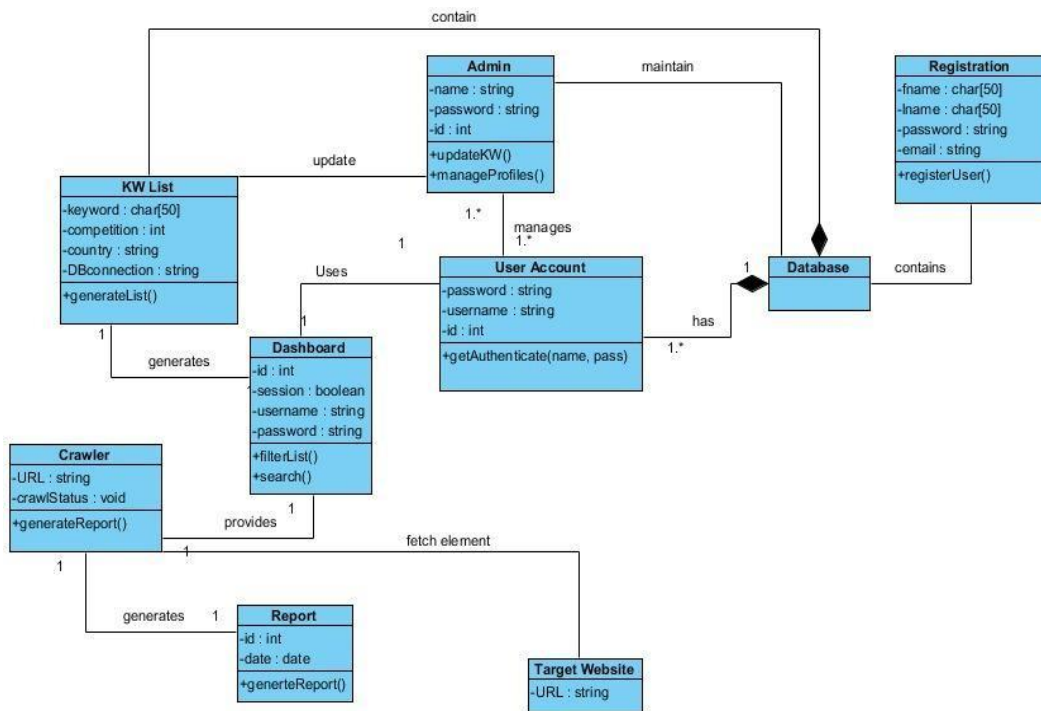 contain
Admin
-name : string
-password : string
-id : int
+updateKW()
+manageProfiles()
maintain
Registration
-fname : char[50]
-lname : char[50]
-password : string
-email : string
+registerUser()
update
KW List
-keyword : char[50]
-competition : int
-country : string
-DBconnection : string
+generateList()
1.*
manages
1.*
1
Uses
User Account
-password : string
-username : string
-id : int
+getAuthenticate(name, pass)
1
Database
contains
has
1.*
1
1
generates
1
Dashboard
-id : int
-session : boolean
-username : string
-password : string
+filterList()
+search()
Crawler
-URL : string
-crawlStatus : void
+generateReport()
1
provides
1
fetch element
1
generates
1
Report
-id : int
-date : date
+generteReport()
Target Website
-URL : string